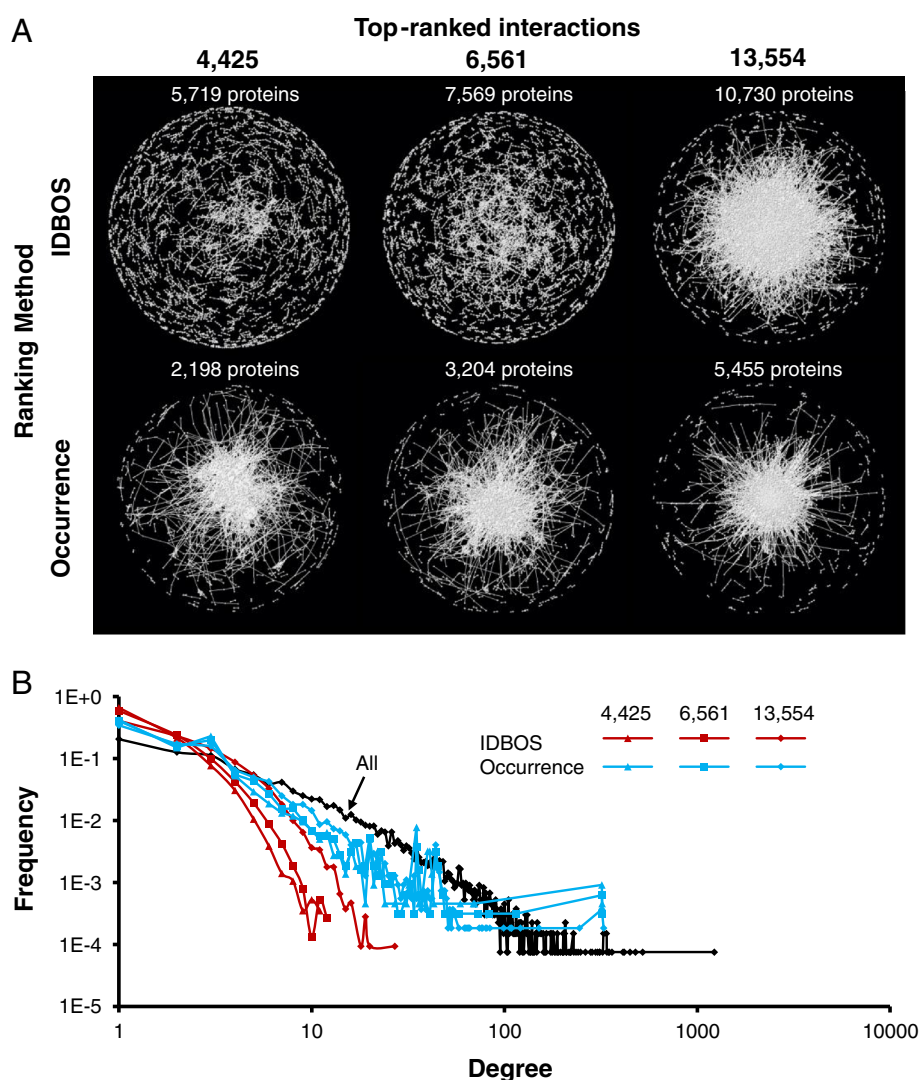 A
Top-ranked interactions
4,425 6,561 13,554
Ranking Method
IDBOS
5,719 proteins 7,569 proteins 10,730 proteins
Occurrence
2,198 proteins 3,204 proteins 5,455 proteins
B
4,425 6,561 13,554
IDBOS
Occurrence
All
Frequency
1E+0
1E-1
1E-2
1E-3
1E-4
1E-5
1 10 100 1000 10000
Degree